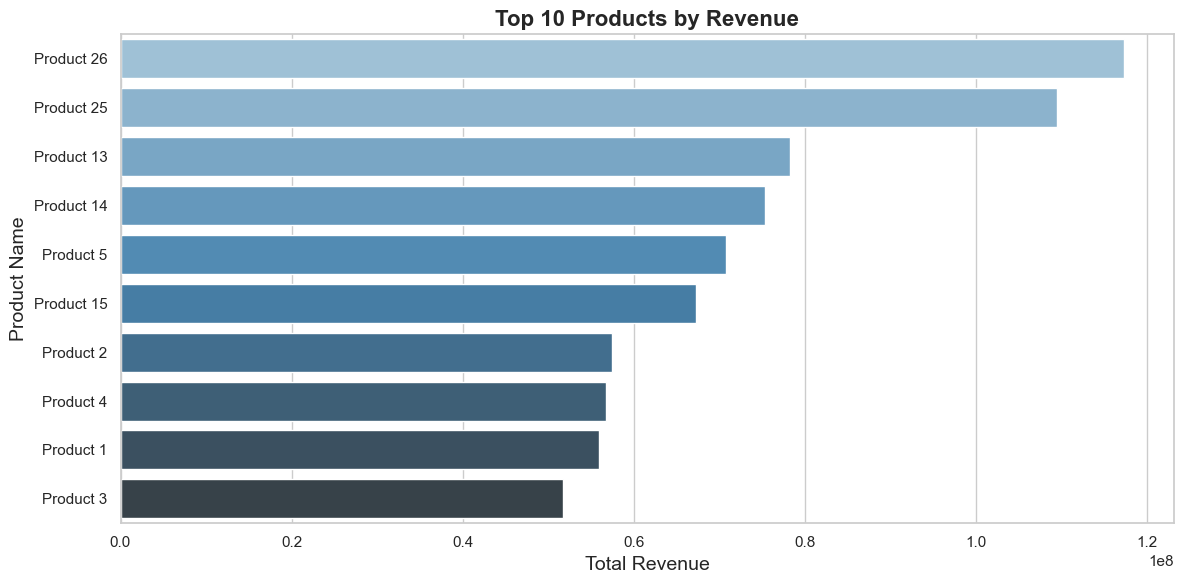 Top 10 Products by Revenue
Product Name
Product 26
Product 25
Product 13
Product 14
Product 5
Product 15
Product 2
Product 4
Product 1
Product 3
0.0 0.2 0.4 0.6 0.8 1.0 1.2
1e8
Total Revenue